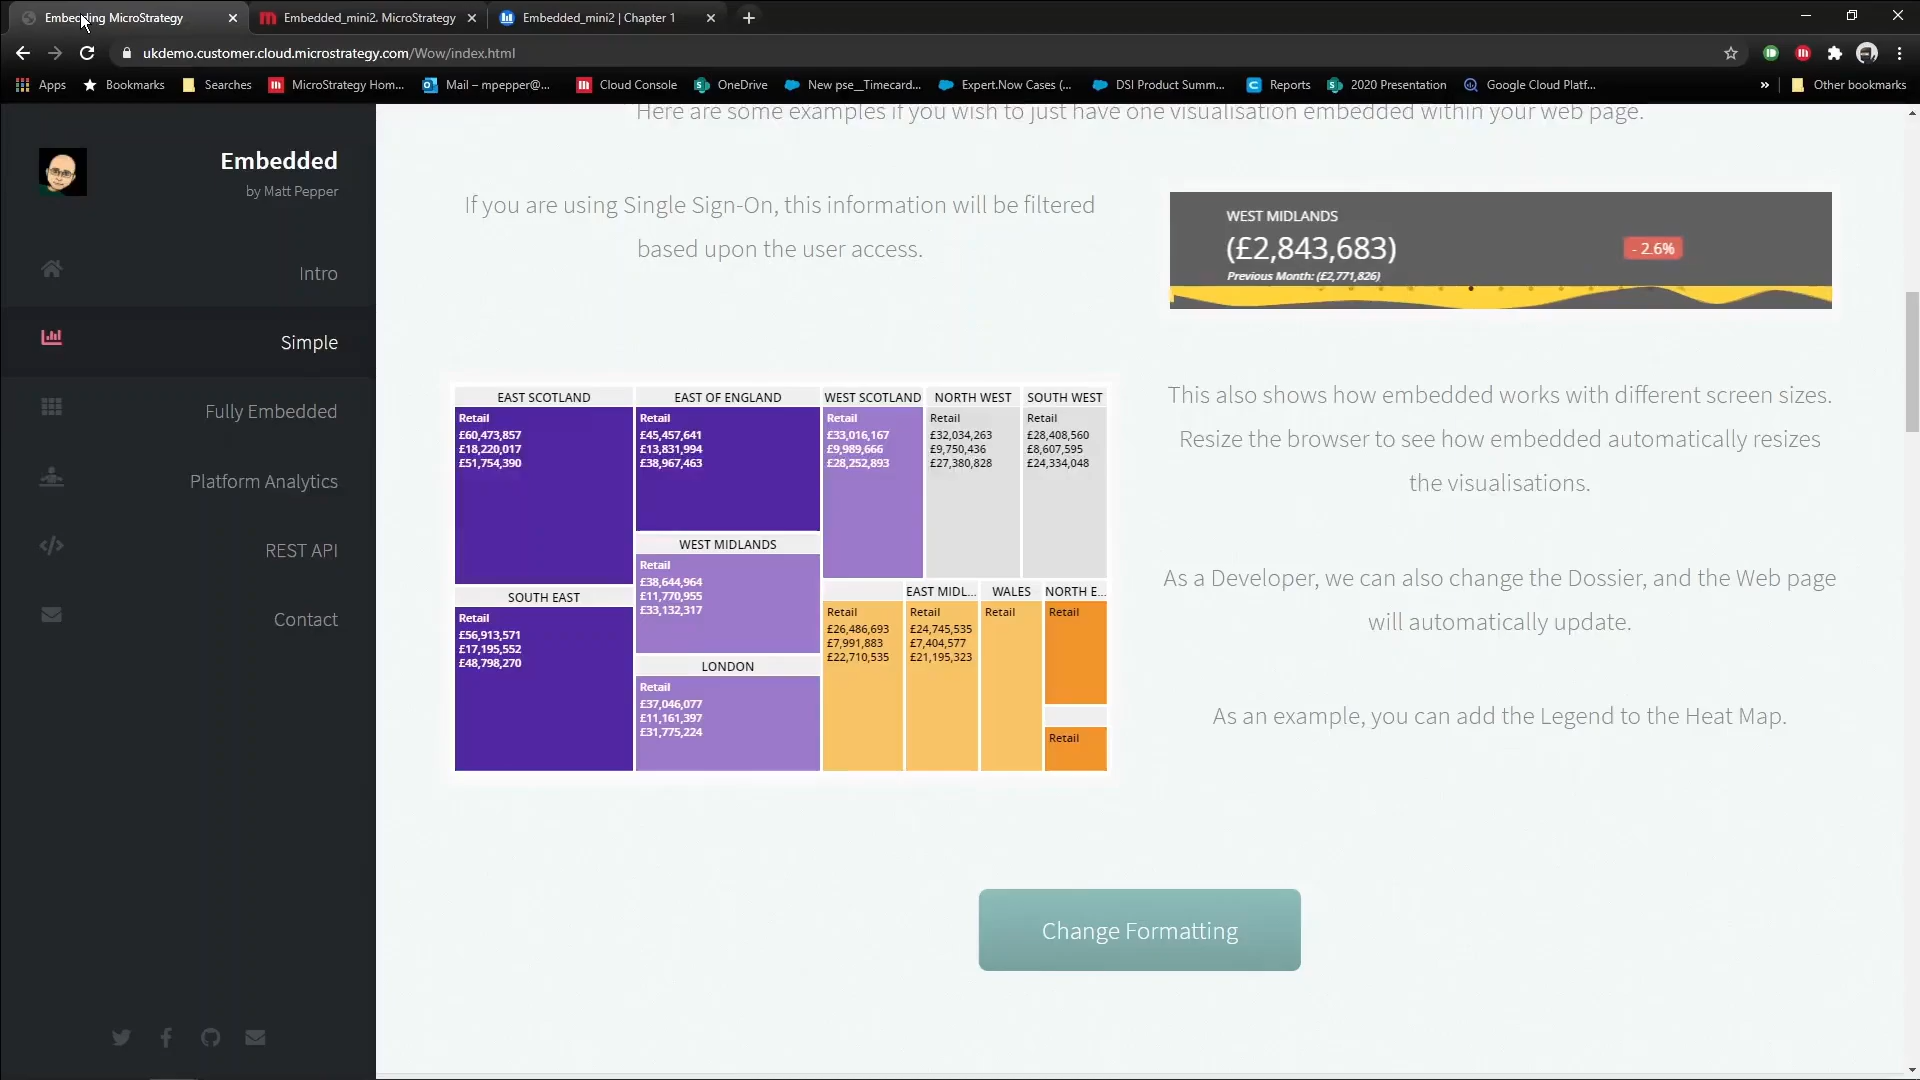 Embedding MicroStrategy
Embedded_mini2. MicroStrategy
Embedded_mini2 | Chapter 1
ukdemo.customer.cloud.microstrategy.com/Wow/index.html
Apps
Bookmarks
Searches
MicroStrategy Hom...
Mail – mpepper@...
Cloud Console
OneDrive
New pse__Timecard...
Expert.Now Cases (...
DSI Product Summ...
Reports
2020 Presentation
Google Cloud Platf...
»
Other bookmarks
Embedded
by Matt Pepper
Intro
Simple
Fully Embedded
Platform Analytics
REST API
Contact
Here are some examples if you wish to just have one visualisation embedded within your web page.
If you are using Single Sign-On, this information will be filtered
based upon the user access.
WEST MIDLANDS
(£2,843,683)
- 2.6%
Previous Month: (£2,771,826)
EAST SCOTLAND
Retail
£60,473,857
£18,220,017
£51,754,390
SOUTH EAST
Retail
£56,913,571
£17,195,552
£48,798,270
EAST OF ENGLAND
Retail
£45,457,641
£13,831,994
£38,967,463
WEST MIDLANDS
Retail
£38,644,964
£11,770,955
£33,132,317
LONDON
Retail
£37,046,077
£11,161,397
£31,775,224
WEST SCOTLAND
Retail
£33,016,167
£9,989,666
£28,252,893
NORTH WEST
Retail
£32,034,263
£9,750,436
£27,380,828
SOUTH WEST
Retail
£28,408,560
£8,607,595
£24,334,048
Retail
£26,486,693
£7,991,883
£22,710,535
EAST MIDL...
Retail
£24,745,535
£7,404,577
£21,195,323
WALES
Retail
NORTH E...
Retail
Retail
This also shows how embedded works with different screen sizes.
Resize the browser to see how embedded automatically resizes
the visualisations.
As a Developer, we can also change the Dossier, and the Web page
will automatically update.
As an example, you can add the Legend to the Heat Map.
Change Formatting